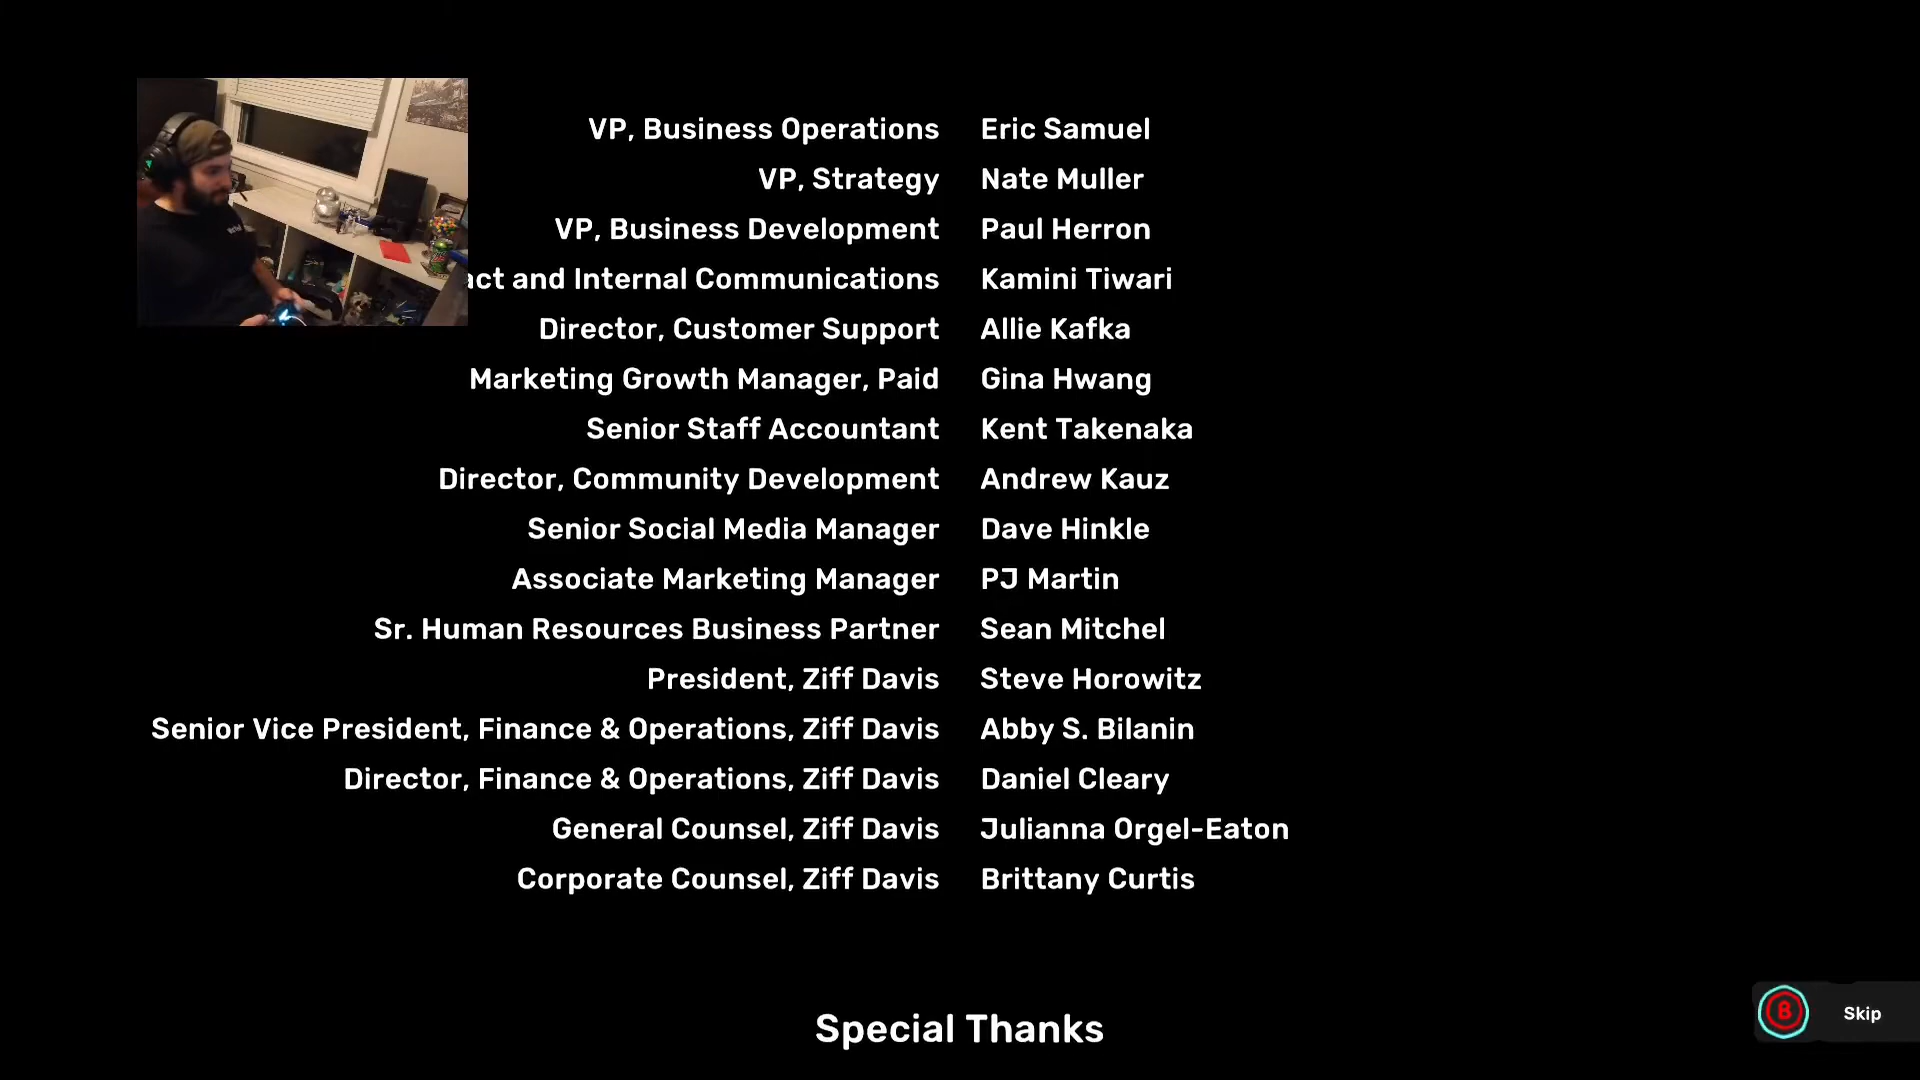 VP, Business Operations Eric Samuel
VP, Strategy Nate Muller
VP, Business Development Paul Herron
and Internal Communications Kamini Tiwari
Director, Customer Support Allie Kafka
Marketing Growth Manager, Paid Gina Hwang
Senior Staff Accountant Kent Takenaka
Director, Community Development Andrew Kauz
Senior Social Media Manager Dave Hinkle
Associate Marketing Manager PJ Martin
Sr. Human Resources Business Partner Sean Mitchel
President, Ziff Davis Steve Horowitz
Senior Vice President, Finance & Operations, Ziff Davis Abby S. Bilanin
Director, Finance & Operations, Ziff Davis Daniel Cleary
General Counsel, Ziff Davis Julianna Orgel-Eaton
Corporate Counsel, Ziff Davis Brittany Curtis
Special Thanks
B Skip